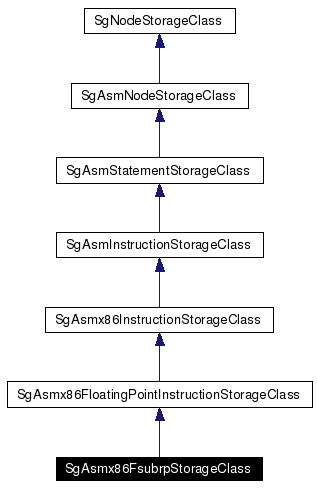 SgNodeStorageClass
SgAsmNodeStorageClass
SgAsmStatementStorageClass
SgAsmInstructionStorageClass
SgAsmx86InstructionStorageClass
SgAsmx86FloatingPointInstructionStorageClass
SgAsmx86FsubrpStorageClass